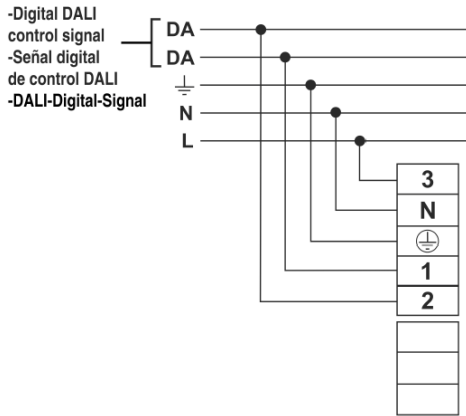 -Digital DALI
control signal
-Señal digital
de control DALI
-DALI-Digital-Signal
DA
DA
N
L
3
N
1
2